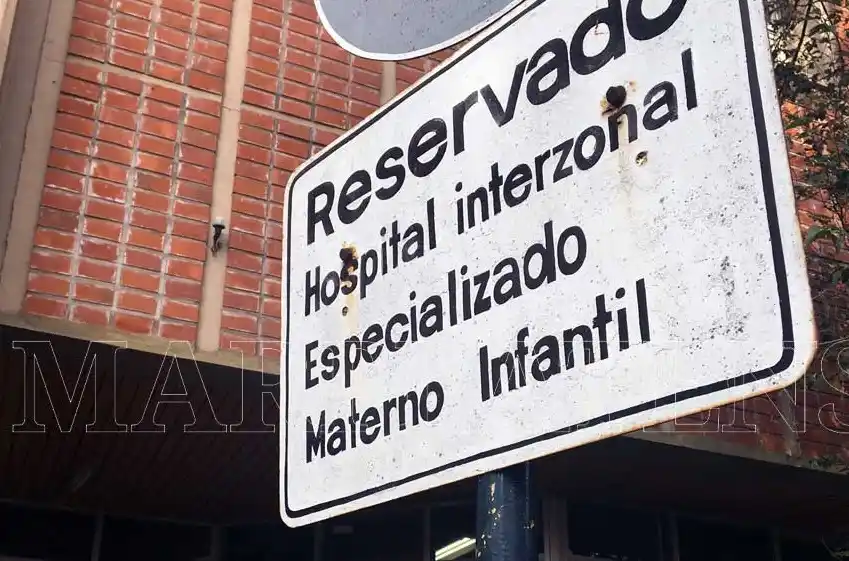 Reservado
Hospital interzonal
Especializado
Materno Infantil